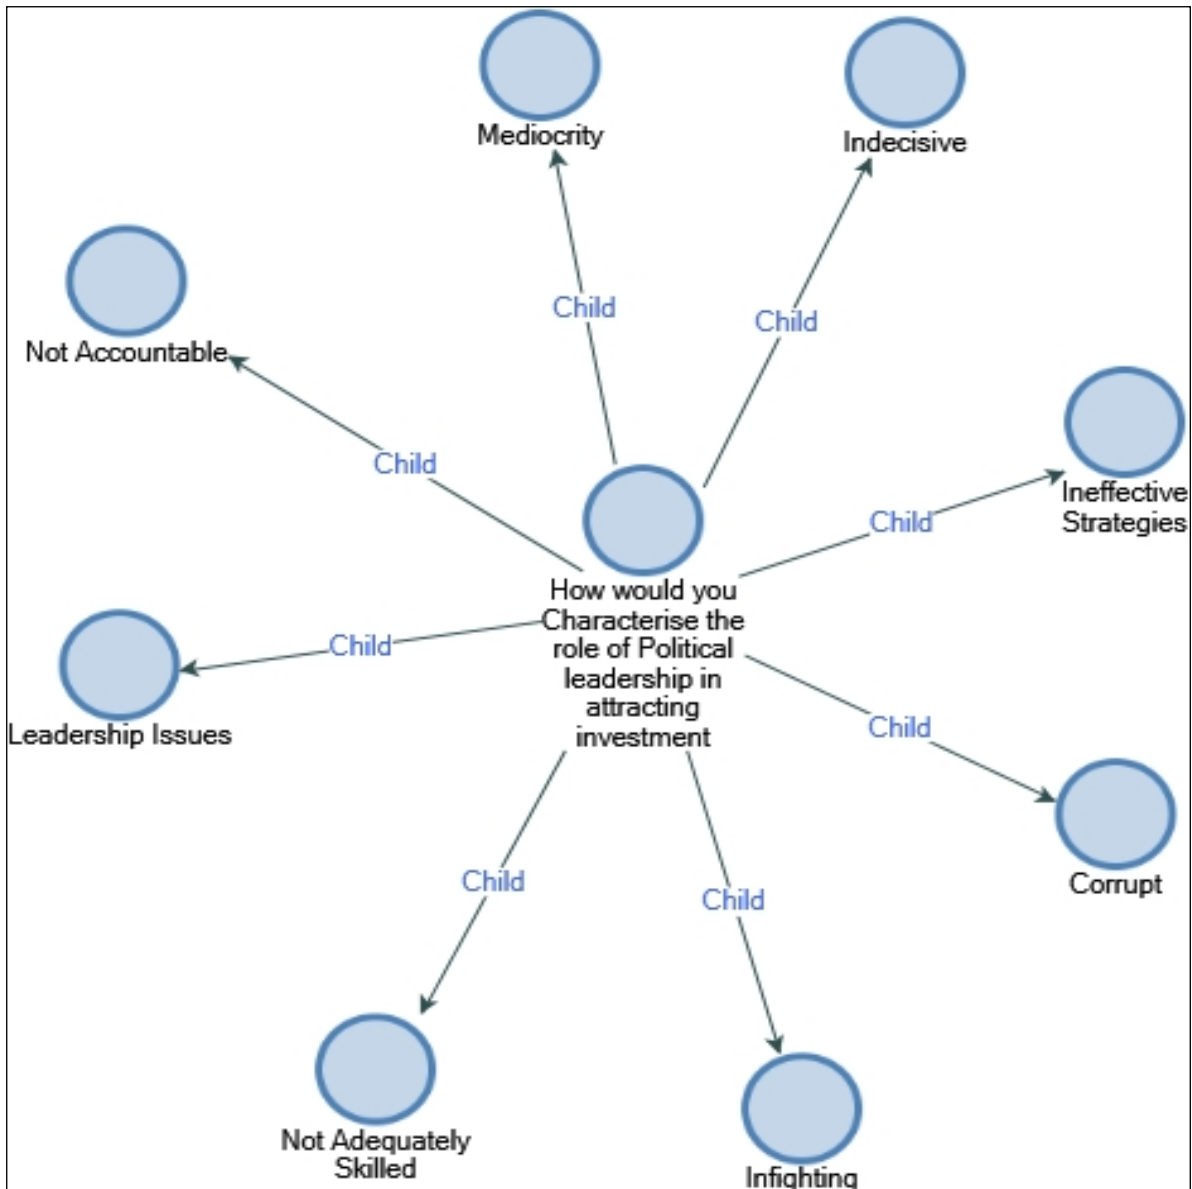 Mediocrity
Indecisive
Child
Child
Not Accountable
Child
Ineffective
Strategies
Child
How would you
Characterise the
role of Political
leadership in
attracting
investment
Child
Leadership Issues
Child
Corrupt
Child
Child
Not Adequately
Skilled
Infighting